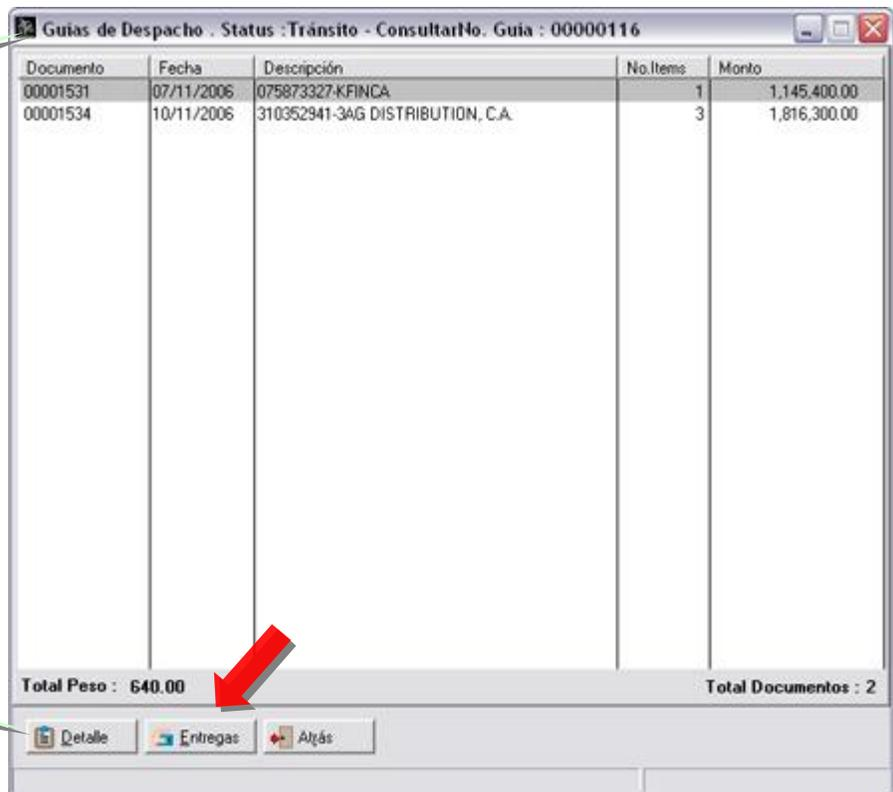 Guias de Despacho . Status :Tránsito - ConsultarNo. Guia : 00000116
Documento Fecha Descripción No.Items Monto
00001531 07/11/2006 075873327-KFINCA 1 1,145,400.00
00001534 10/11/2006 310352941-3AG DISTRIBUTION, C.A. 3 1,816,300.00
Total Peso : 640.00 Total Documentos : 2
Detalle Entregas Atrás